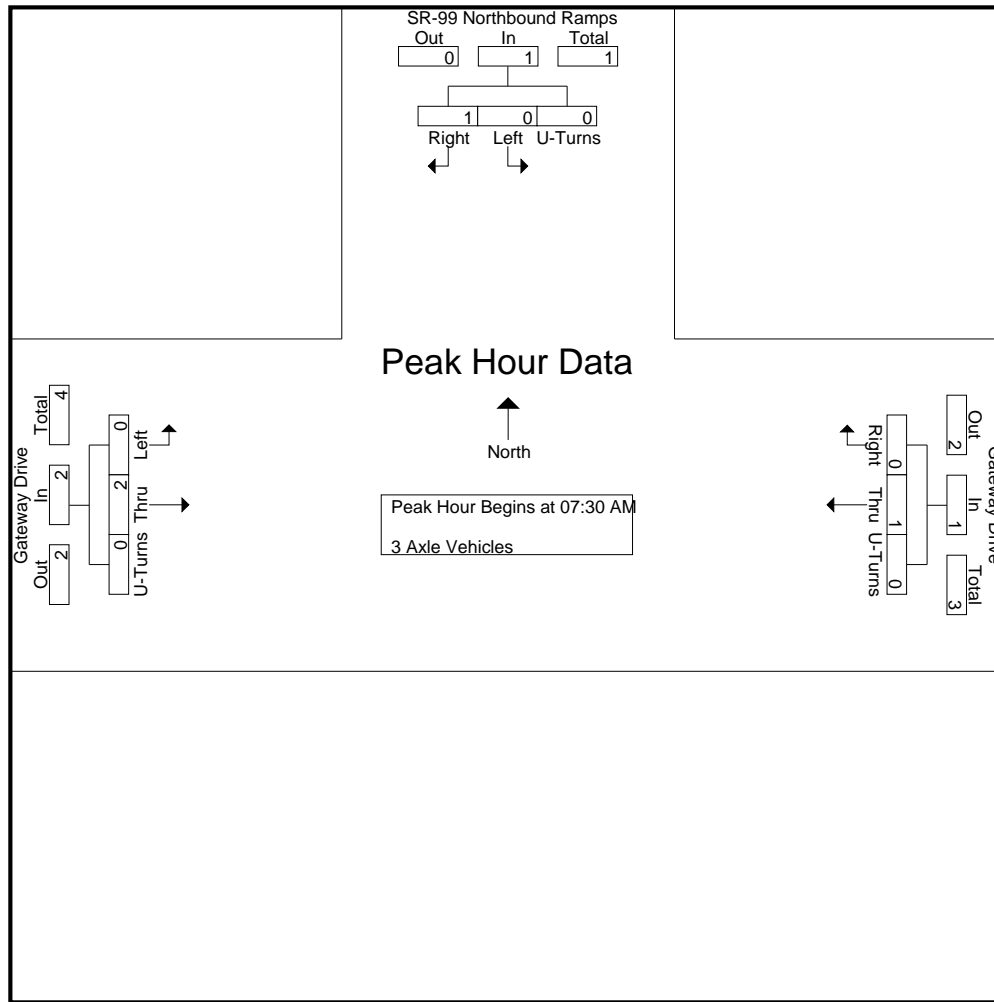 SR-99 Northbound Ramps
Out In Total
0 1 1
1 0 0
Right Left U-Turns
Peak Hour Data
North
Peak Hour Begins at 07:30 AM
3 Axle Vehicles
Gateway Drive
Out In Total
2 2 4
U-Turns Thru Left
0 2 0
Gateway Drive
Out In Total
2 1 3
Right Thru U-Turns
0 1 0